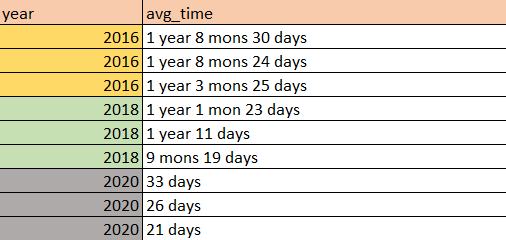 year avg_time
2016 1 year 8 mons 30 days
2016 1 year 8 mons 24 days
2016 1 year 3 mons 25 days
2018 1 year 1 mon 23 days
2018 1 year 11 days
2018 9 mons 19 days
2020 33 days
2020 26 days
2020 21 days